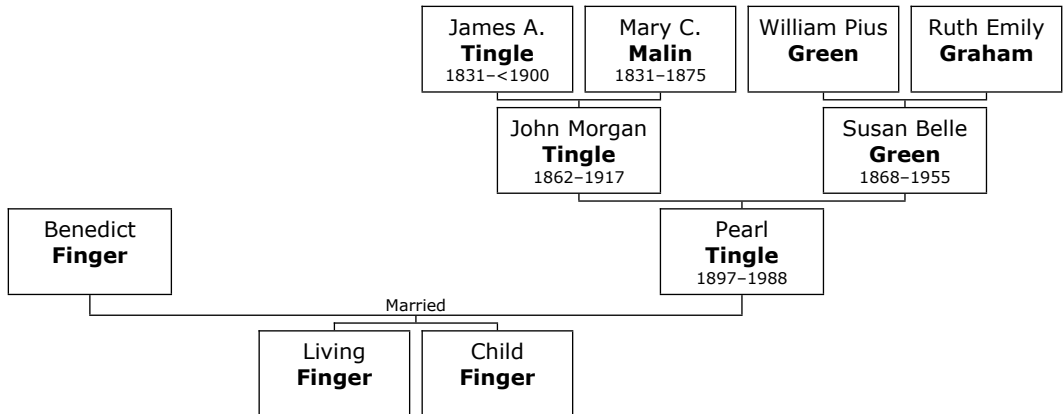 James A.
Tingle
1831–<1900
Mary C.
Malin
1831–1875
William Pius
Green
Ruth Emily
Graham
John Morgan
Tingle
1862–1917
Susan Belle
Green
1868–1955
Benedict
Finger
Pearl
Tingle
1897–1988
Married
Living
Finger
Child
Finger